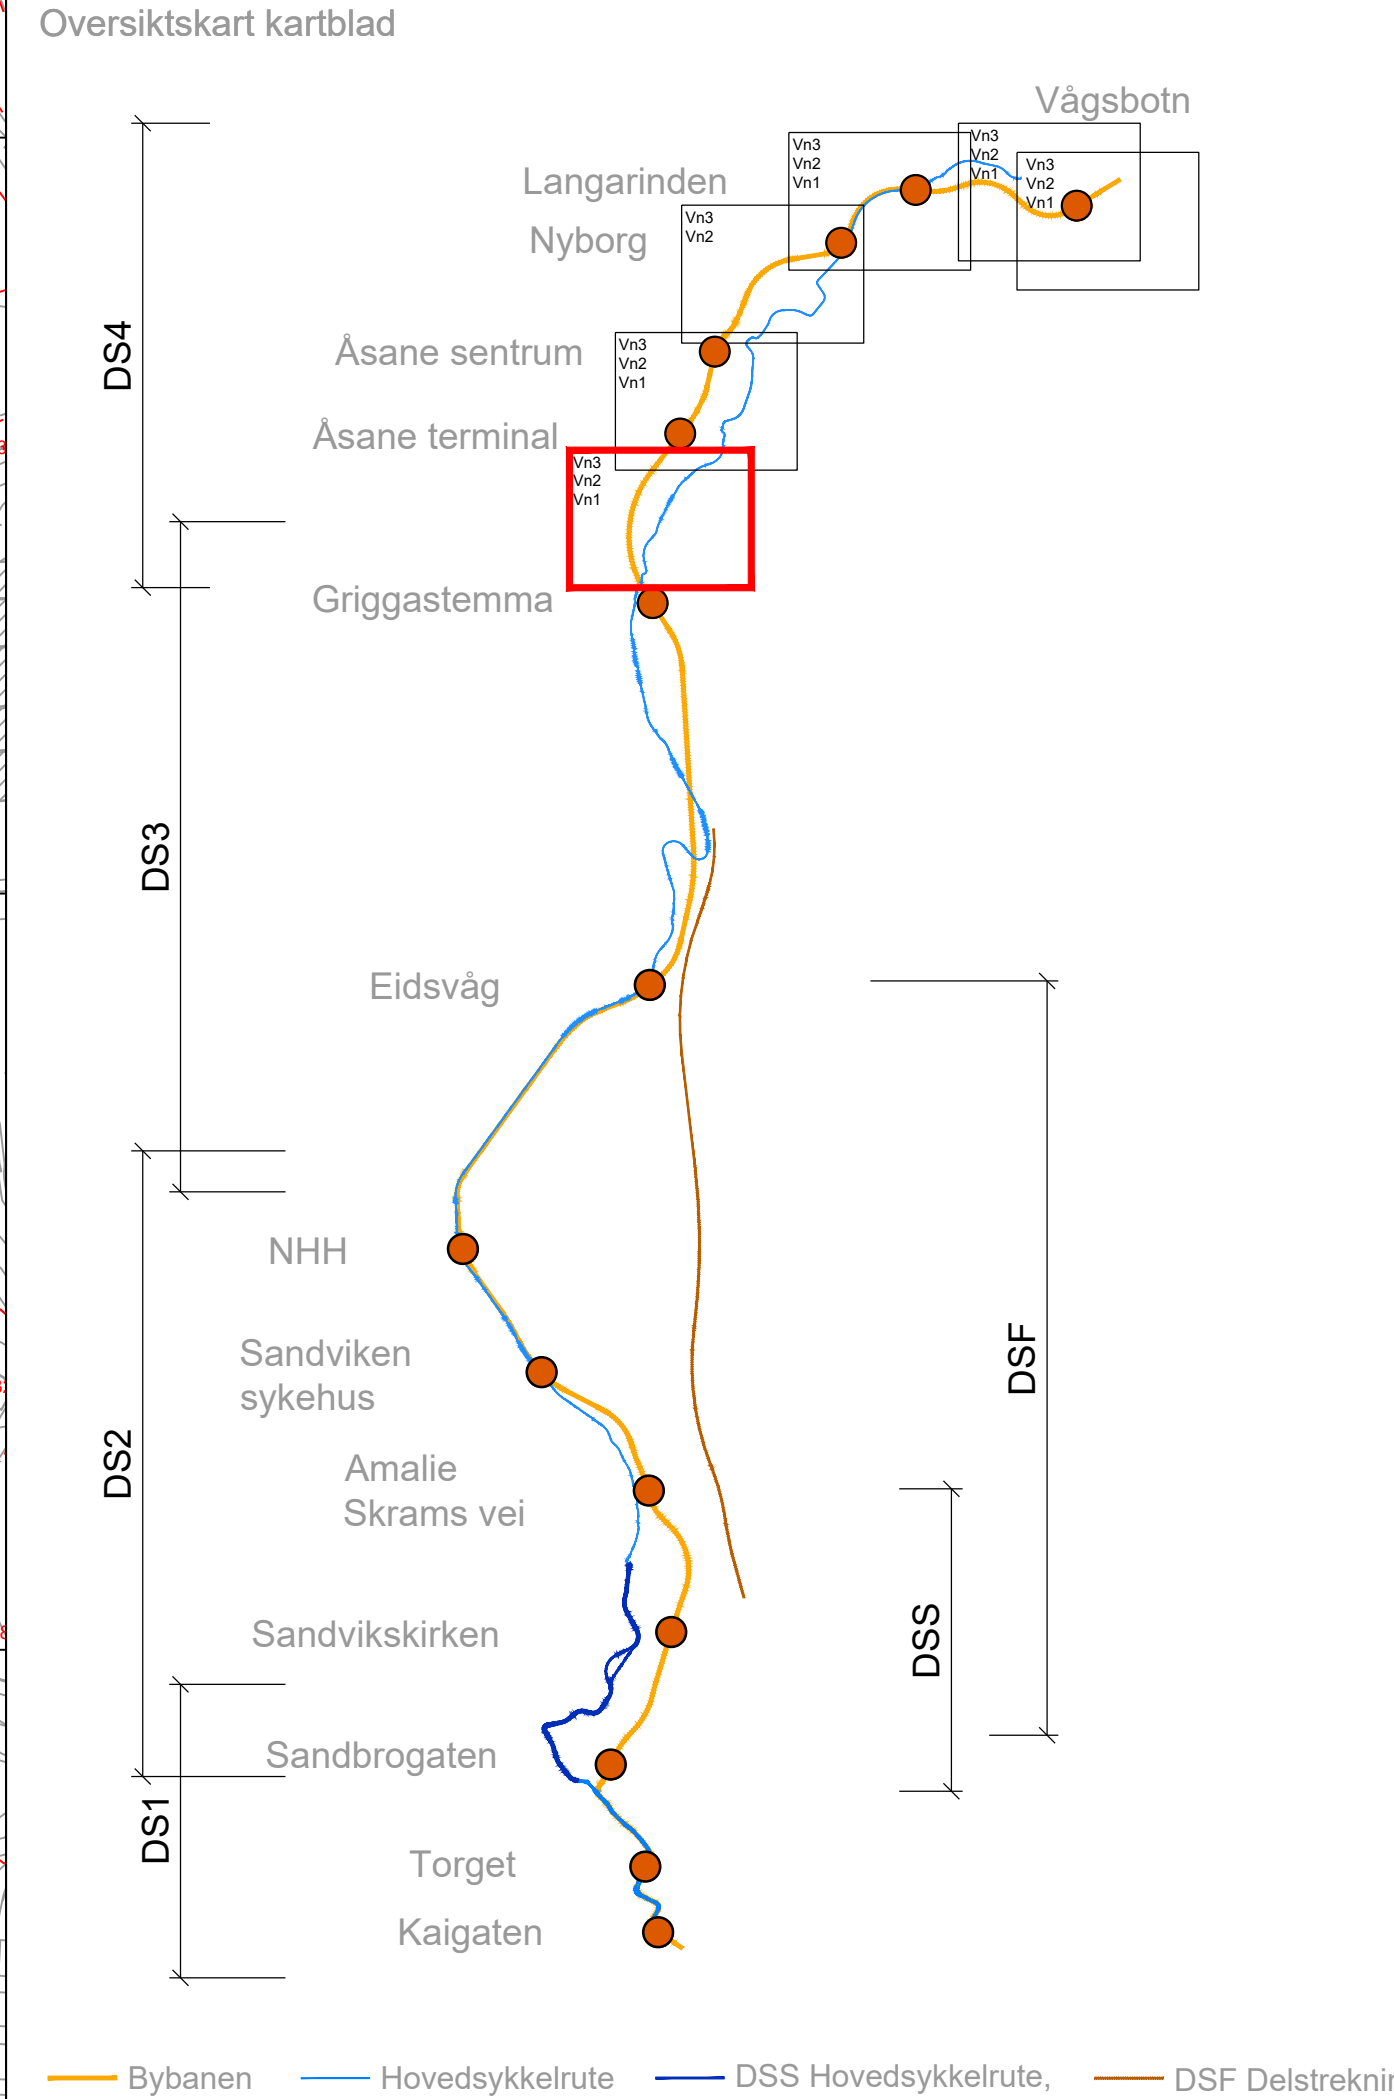 Oversiktskart kartblad
Vågsbotn
Vn3
Vn2
Vn1
Vn3
Vn2
Vn1
Vn3
Vn2
Vn1
Langarinden
Vn3
Vn2
Nyborg
DS4
Vn3
Vn2
Vn1
Åsane sentrum
Åsane terminal
Vn3
Vn2
Vn1
Griggastemma
DS3
Eidsvåg
NHH
Sandviken
sykehus
DSF
DS2
Amalie
Skrams vei
Sandvikskirken
DSS
Sandbrogaten
DS1
Torget
Kaigaten
Bybanen
Hovedsykkelrute
DSS Hovedsykkelrute,
DSF Delstreknin